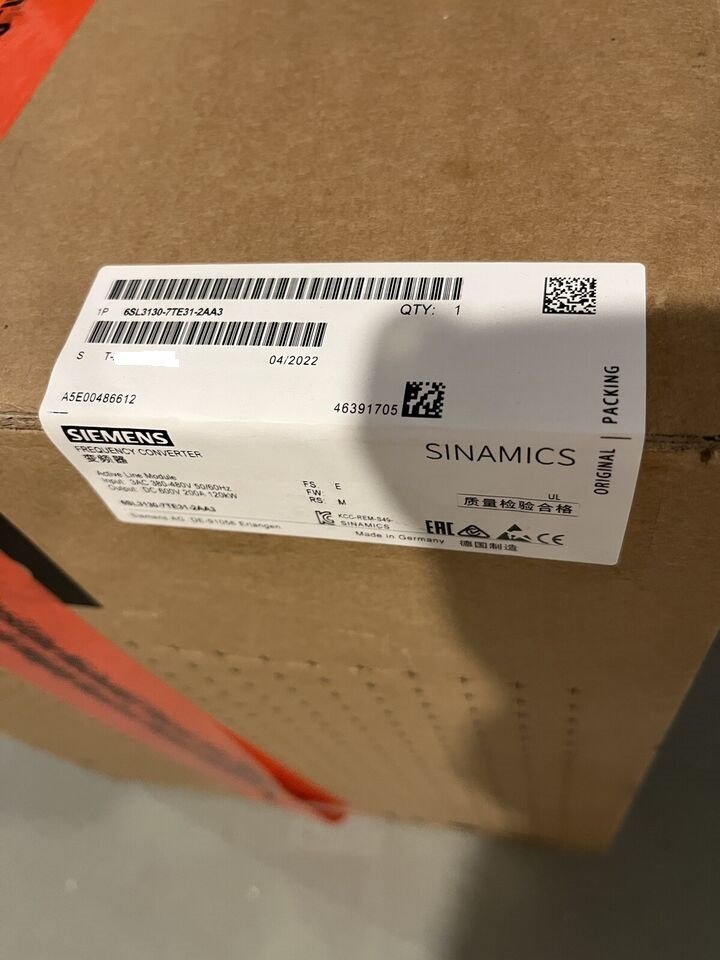 1P 6SL3130-7TE31-2AA3 QTY: 1
S T- 04/2022
A5E00486612 46391705
ORIGINAL | PACKING
SIEMENS
FREQUENCY CONVERTER
变频器
SINAMICS
Active Line Module
Input: 3AC 380-480V 50/60Hz
Output: DC 600V 200A 120kW
FS: E
FW:
RS: M
UL
质量检验合格
6SL3130-7TE31-2AA3
Siemens AG, DE-91056 Erlangen
KCC-REM-S49-
SINAMICS
Made in Germany
EAC CE
德国制造